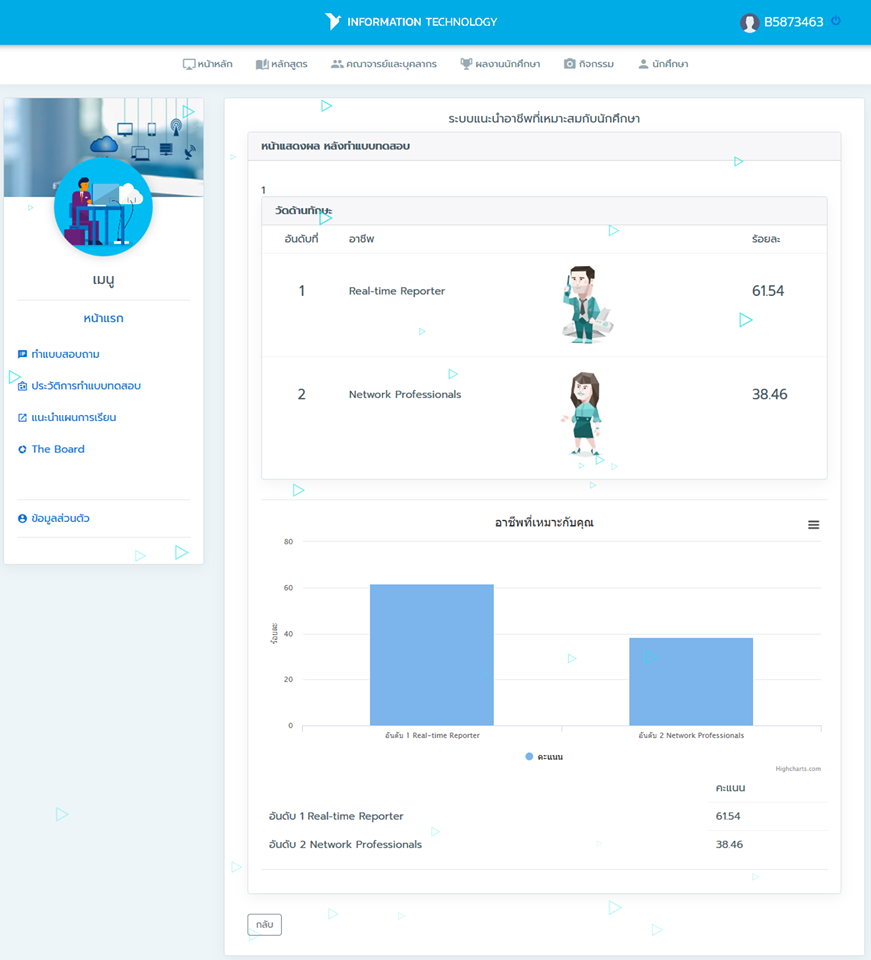 INFORMATION TECHNOLOGY
B5873463
หน้าหลัก หลักสูตร คณาจารย์และบุคลากร ผลงานนักศึกษา กิจกรรม นักศึกษา
เมนู
หน้าแรก
ทำแบบสอบถาม
ประวัติการทำแบบทดสอบ
แนะนำแผนการเรียน
The Board
ข้อมูลส่วนตัว
ระบบแนะนำอาชีพที่เหมาะสมกับนักศึกษา
หน้าแสดงผล หลังทำแบบทดสอบ
1
วัดด้านทักษะ
อันดับที่ อาชีพ ร้อยละ
1 Real-time Reporter 61.54
2 Network Professionals 38.46
อาชีพที่เหมาะกับคุณ
80
60
40
20
0
ร้อยละ
อันดับ 1 Real-time Reporter อันดับ 2 Network Professionals
คะแนน
Highcharts.com
คะแนน
อันดับ 1 Real-time Reporter 61.54
อันดับ 2 Network Professionals 38.46
กลับ